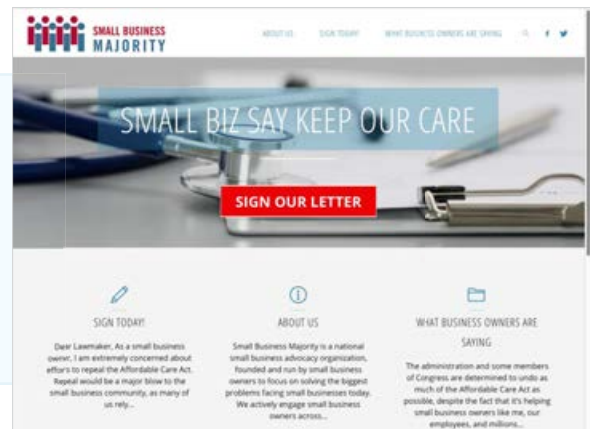 SMALL BUSINESS
MAJORITY
ABOUT US
SIGN TODAY!
WHAT BUSINESS OWNERS ARE SAYING
SMALL BIZ SAY KEEP OUR CARE
SIGN OUR LETTER
SIGN TODAY!
Dear Lawmaker, As a small business
owner, I am extremely concerned about
efforts to repeal the Affordable Care Act.
Repeal would be a major blow to the
small business community, as many of
us rely...
ABOUT US
Small Business Majority is a national
small business advocacy organization,
founded and run by small business
owners to focus on solving the biggest
problems facing small businesses today.
We actively engage small business
owners across...
WHAT BUSINESS OWNERS ARE
SAYING
The administration and some members
of Congress are determined to undo as
much of the Affordable Care Act as
possible, despite the fact that it's helping
small business owners like me, our
employees, and millions...